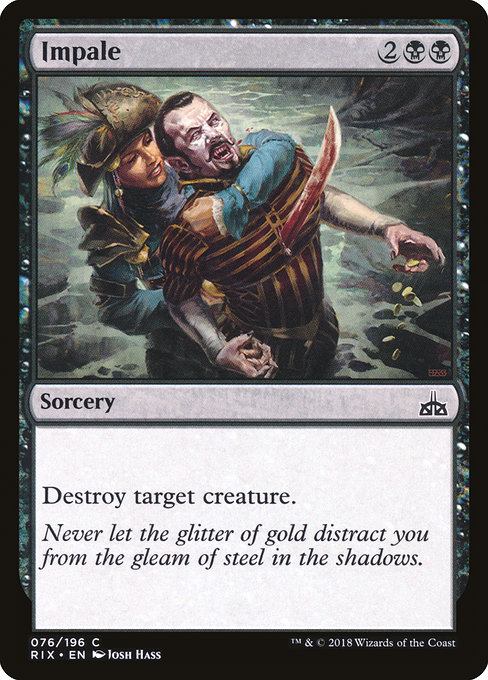 Impale 2
Sorcery
Destroy target creature.
Never let the glitter of gold distract you
from the gleam of steel in the shadows.
076/196 C
™ & © 2018 Wizards of the Coast
RIX • EN Josh Hass